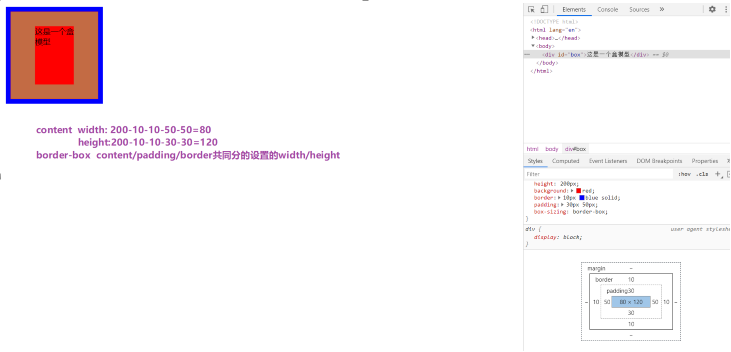 这是一个盒
模型
content width: 200-10-10-50-50=80
height:200-10-10-30-30=120
border-box content/padding/border共同分的设置的width/height
Elements Console Sources »
<!DOCTYPE html>
<html lang="en">
<head>…</head>
<body>
<div id="box">这是一个盒模型</div> == $0
</body>
</html>
html body div#box
Styles Computed Event Listeners DOM Breakpoints Properties
Filter :hov .cls +
height: 200px;
background: red;
border: 10px blue solid;
padding: 30px 50px;
box-sizing: border-box;
}
div { user agent styleshe
display: block;
}
margin –
border 10
padding30
– 10 50 80 × 120 50 10 –
30
10
–